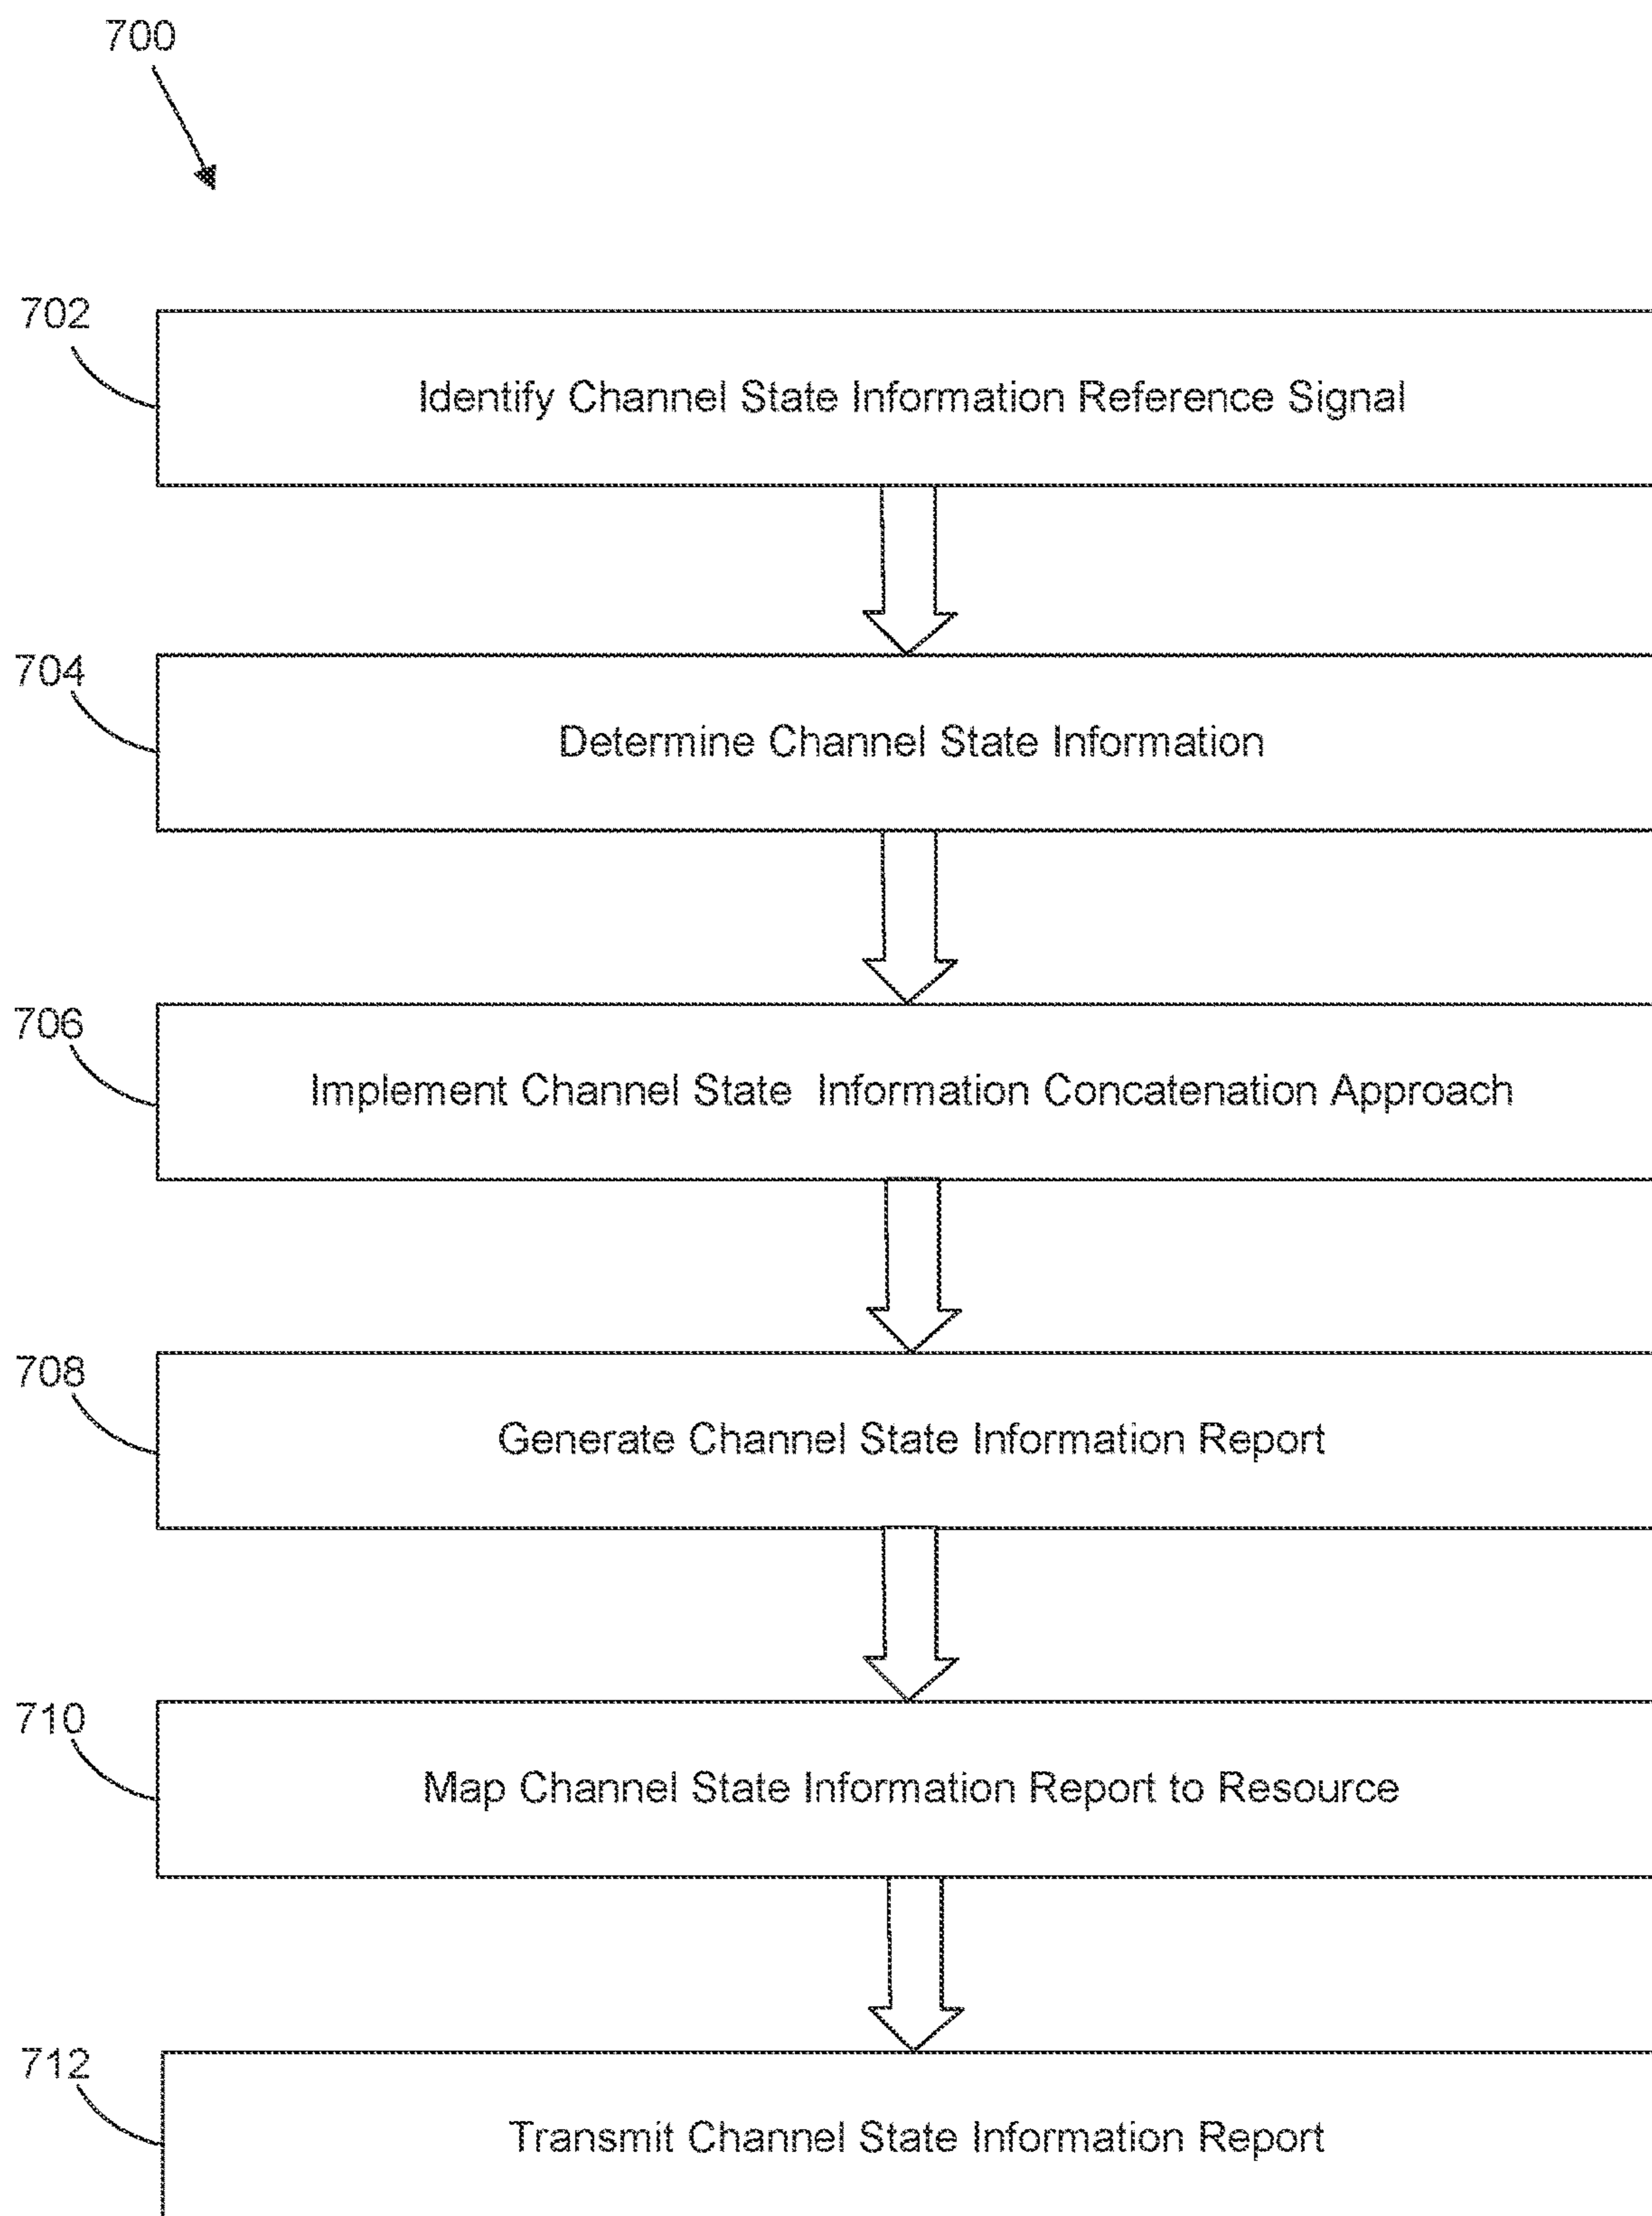 700
702
Identify Channel State Information Reference Signal
704
Determine Channel State Information
706
Implement Channel State Information Concatenation Approach
708
Generate Channel State Information Report
710
Map Channel State Information Report to Resource
712
Transmit Channel State Information Report